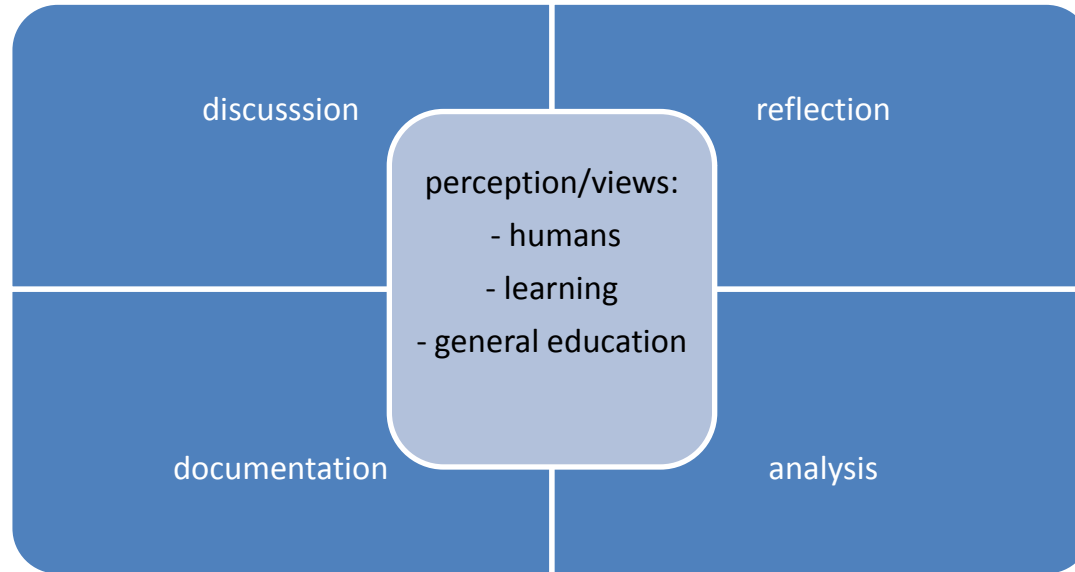 discusssion
reflection
perception/views:
- humans
- learning
- general education
documentation
analysis